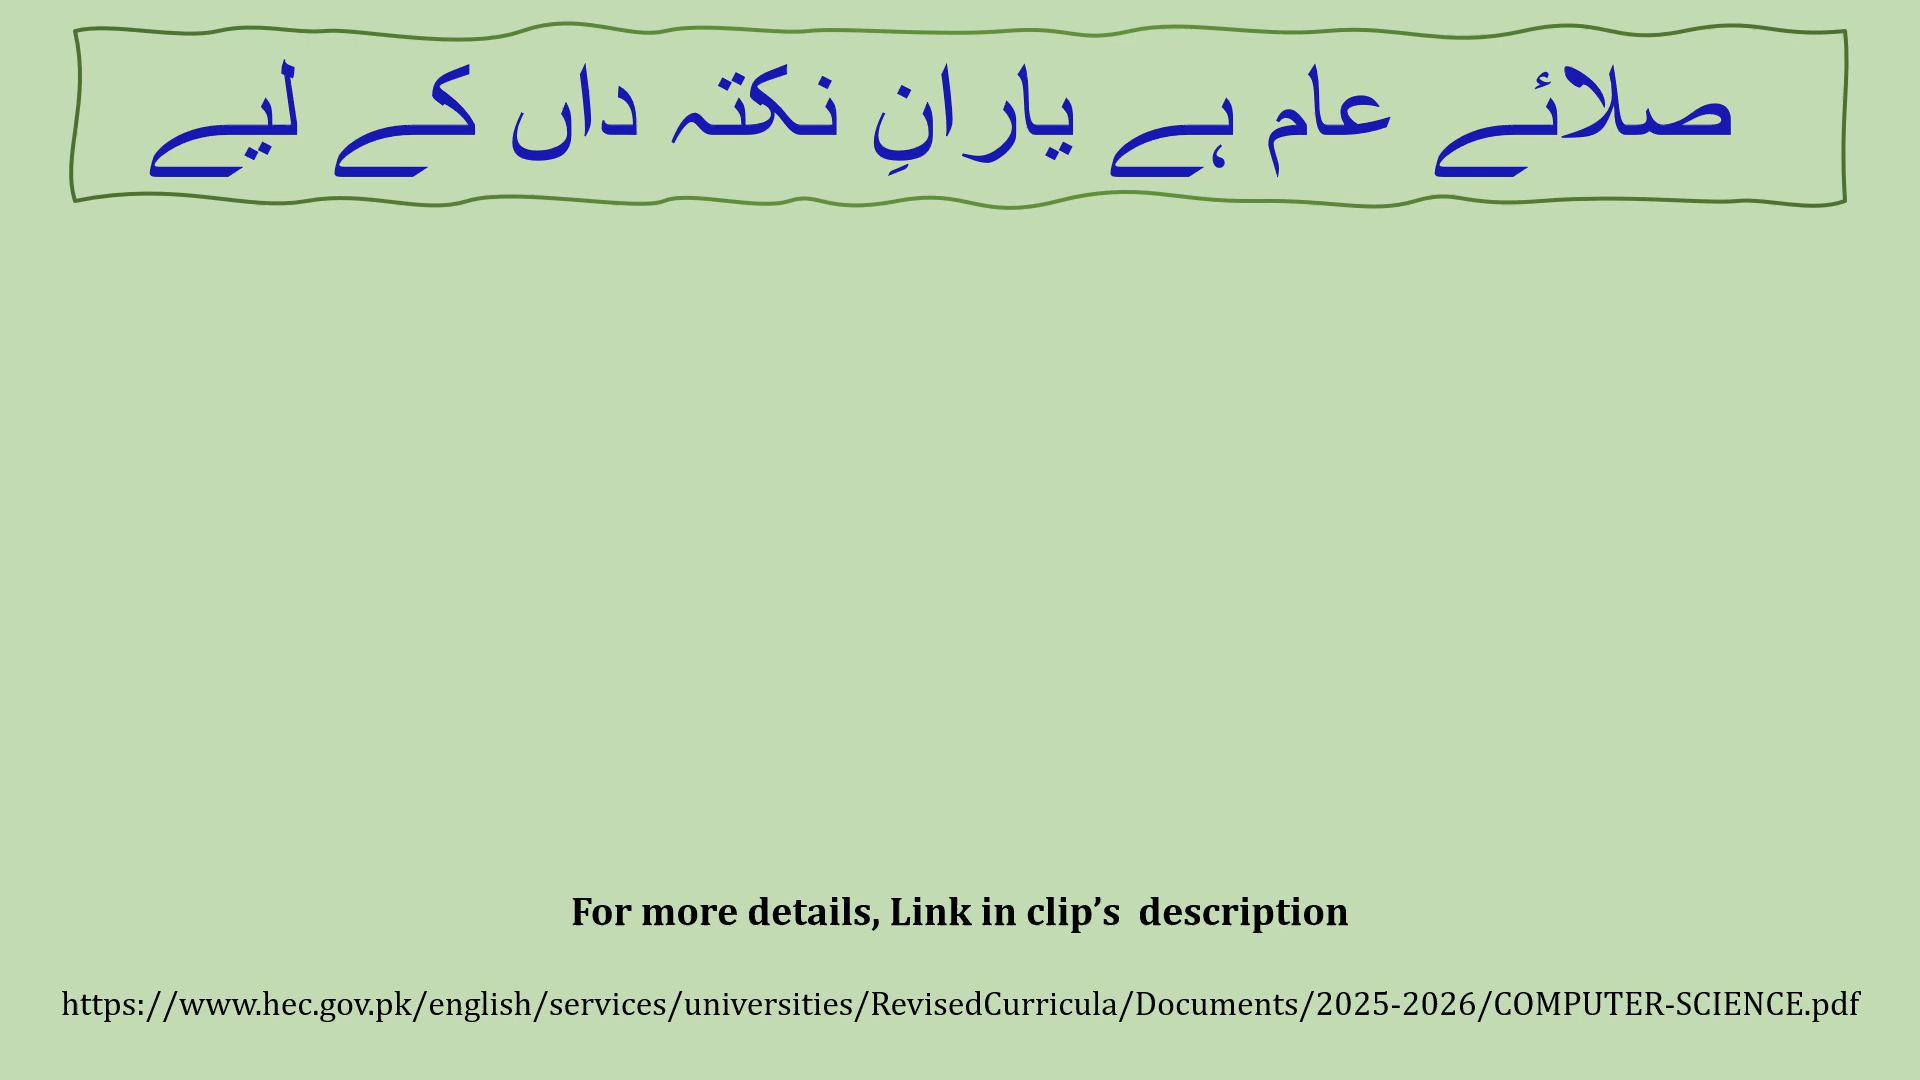 صلائے عام ہے یارانِ نکتہ داں کے لیے
For more details, Link in clip’s  description
https://www.hec.gov.pk/english/services/universities/RevisedCurricula/Documents/2025-2026/COMPUTER-SCIENCE.pdf